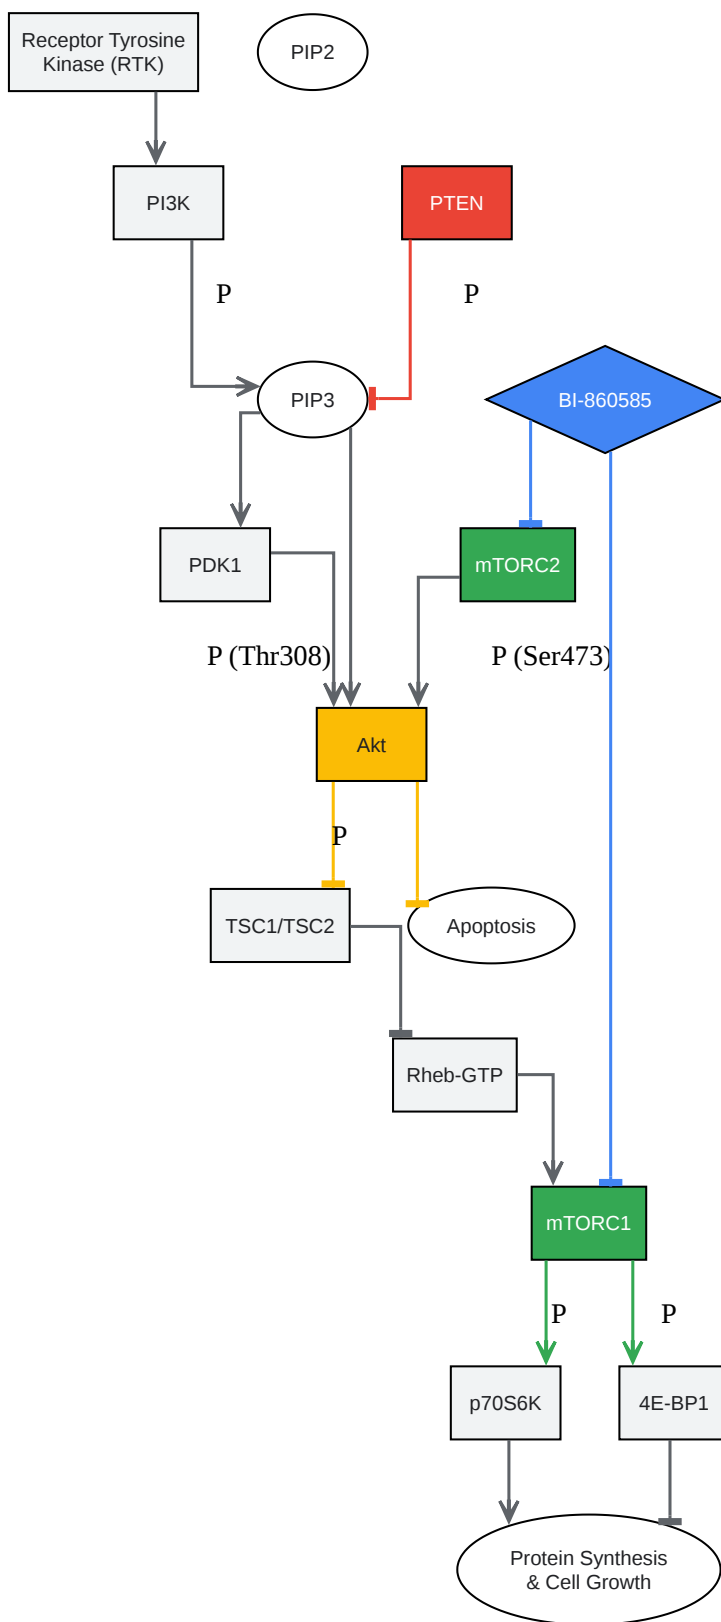 Receptor Tyrosine
Kinase (RTK)
PIP2
PI3K
PTEN
P
P
PIP3
BI-860585
PDK1
mTORC2
P (Thr308)
P (Ser473)
Akt
P
TSC1/TSC2
Apoptosis
Rheb-GTP
mTORC1
P
P
p70S6K
4E-BP1
Protein Synthesis
& Cell Growth